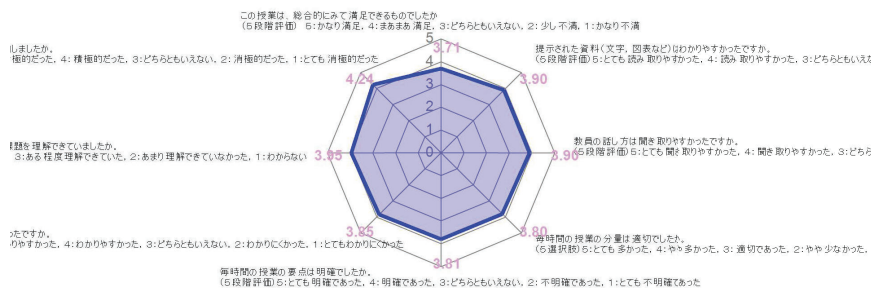 この授業は、総合的にみて満足できるものでしたか
(5段階評価) 5:かなり満足, 4:まあまあ満足, 3:どちらともいえない, 2:少し不満, 1:かなり不満
3.71
しましたか。
極的だった, 4:積極的だった, 3:どちらともいえない, 2:消極的だった, 1:とても消極的だった
4.24
提示された資料(文字, 図表など)はわかりやすかったですか。
(5段階評価)5:とても読み取りやすかった, 4:読み取りやすかった, 3:どちらともいえな
3.90
5
4
3
2
1
0
課題を理解できていましたか。
3:ある程度理解できていた, 2:あまり理解できていなかった, 1:わからない
3.95
教員の話し方は聞き取りやすかったですか。
(5段階評価)5:とても聞き取りやすかった, 4:聞き取りやすかった, 3:どちら
3.90
ったですか。
りやすかった, 4:わかりやすかった, 3:どちらともいえない, 2:わかりにくかった, 1:とてもわかりにくかった
3.85
毎時間の授業の分量は適切でしたか。
(5選択肢)5:とても多かった, 4:やや多かった, 3:適切であった, 2:やや少なかった,
3.80
3.81
毎時間の授業の要点は明確でしたか。
(5段階評価)5:とても明確であった, 4:明確であった, 3:どちらともいえない, 2:不明確であった, 1:とても不明確であった